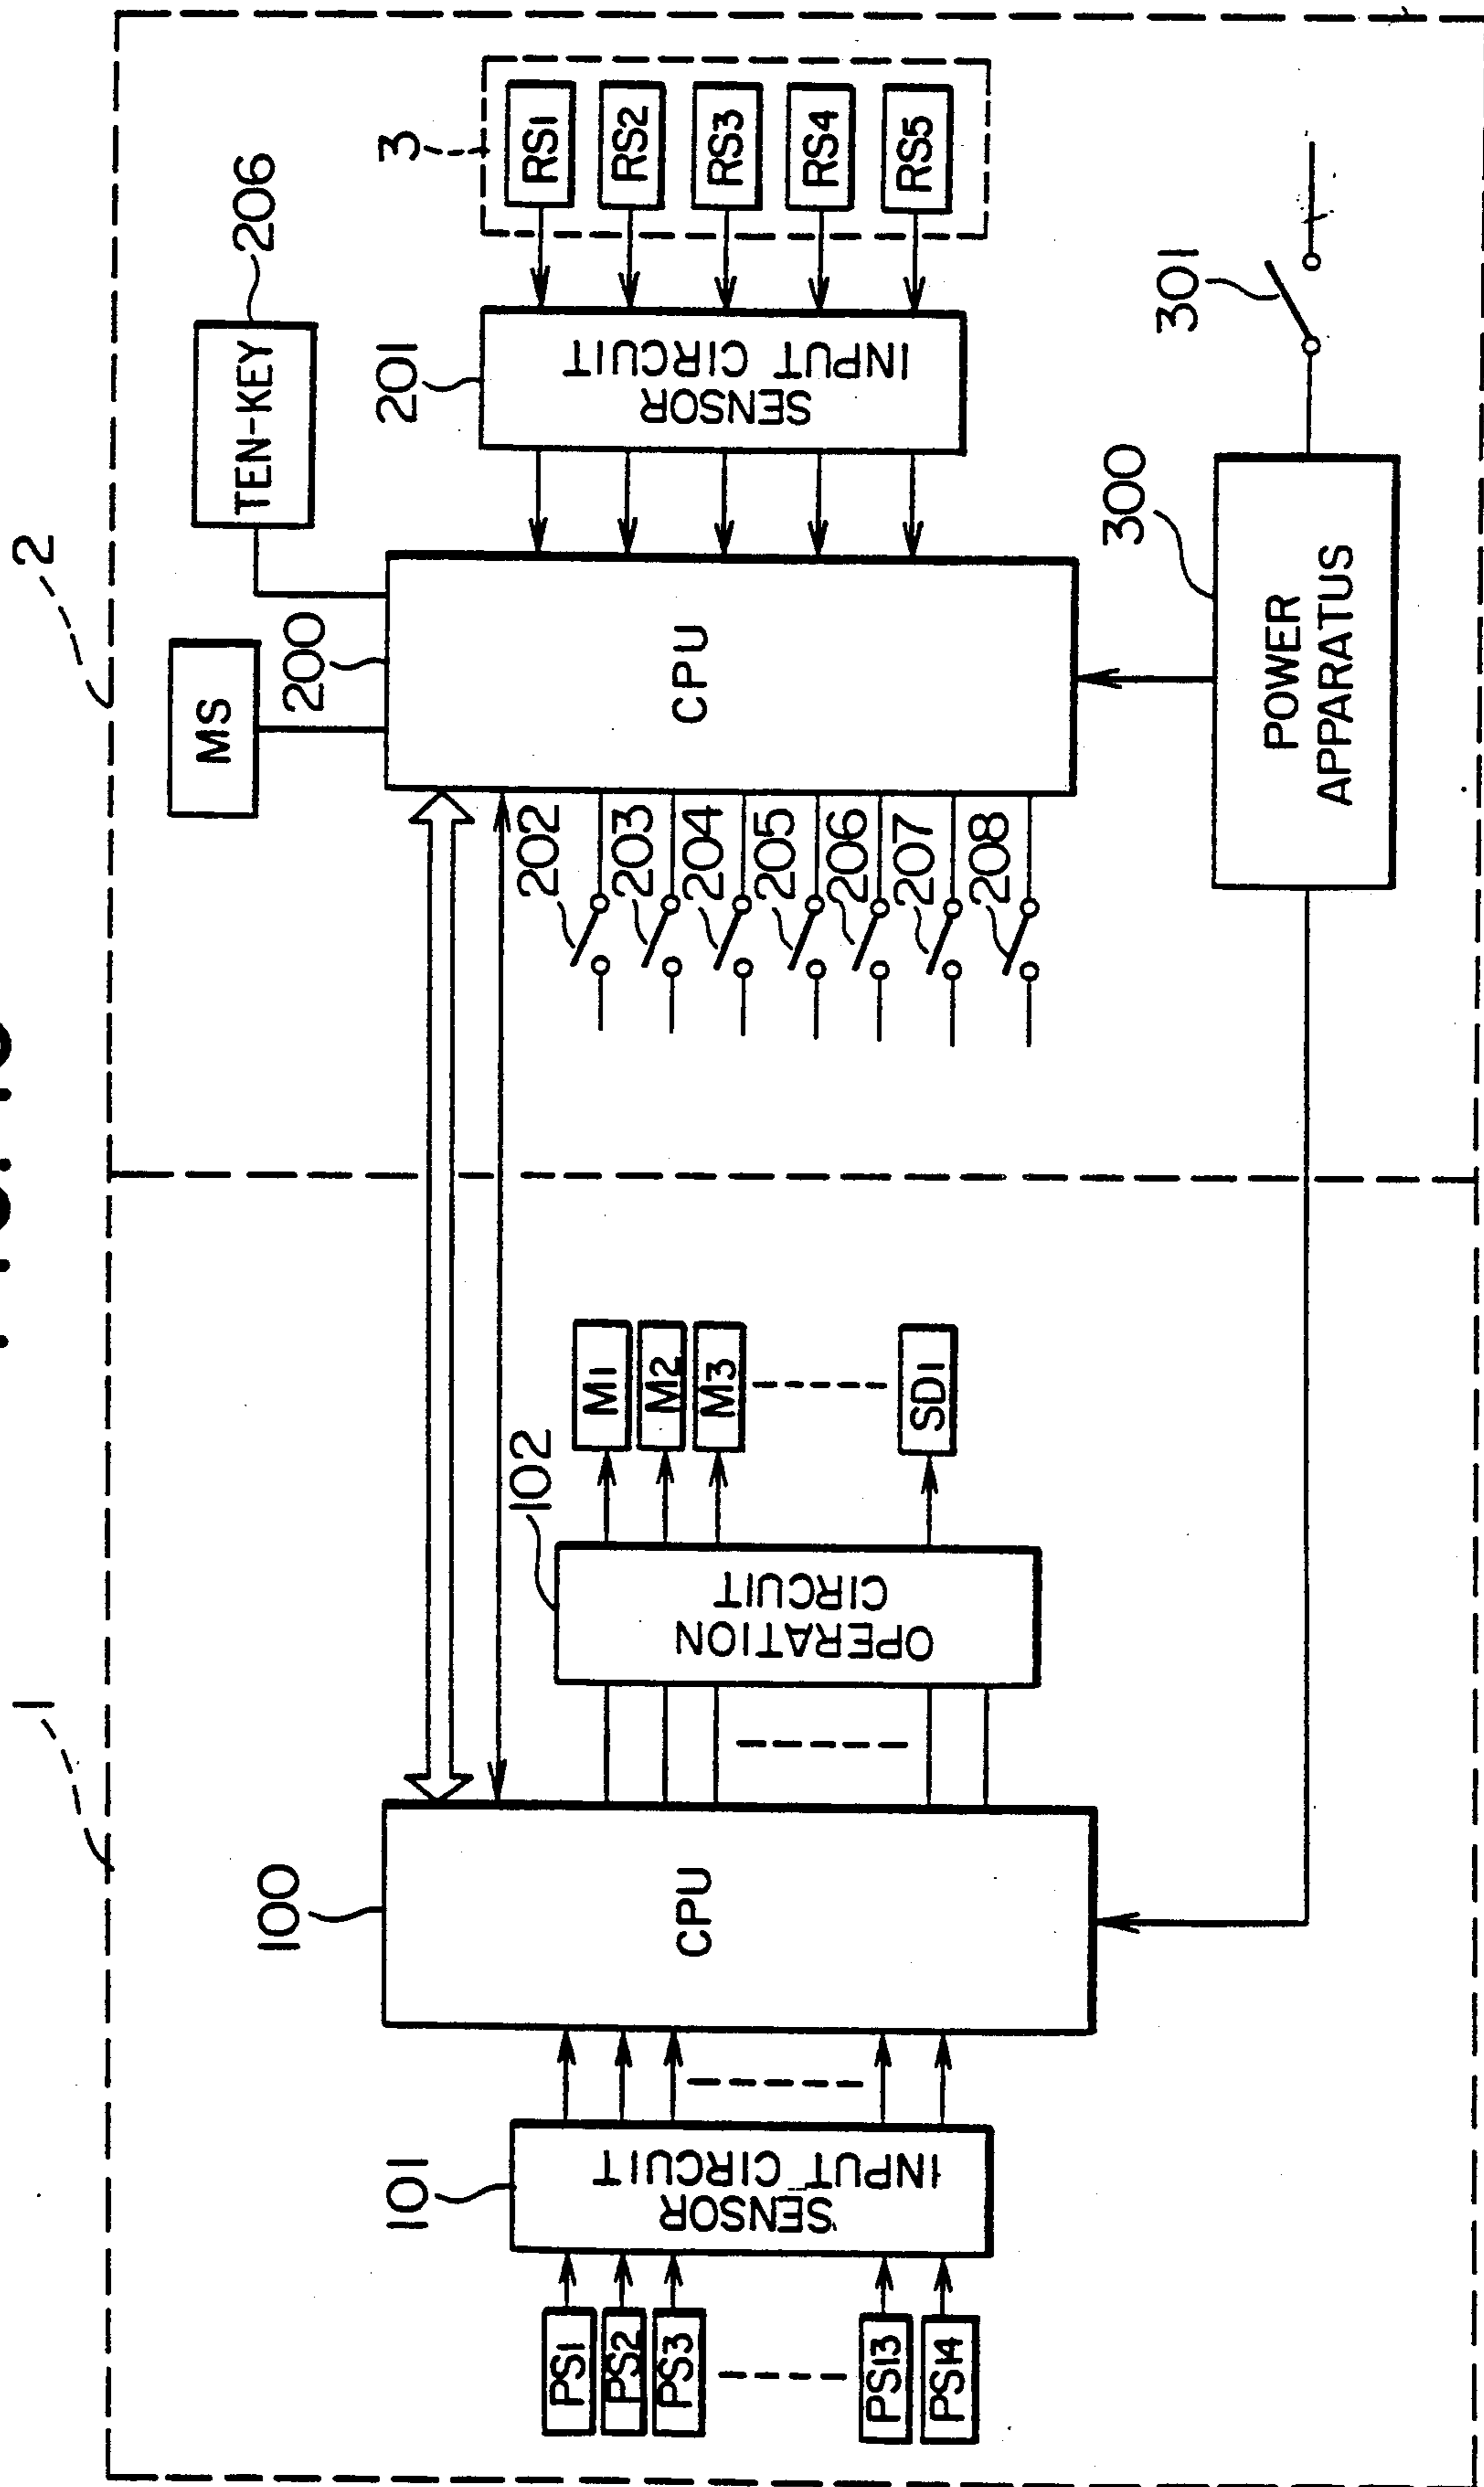 1
2
100
CPU
101
SENSOR
INPUT CIRCUIT
PS1
PS2
PS3
PS13
PS14
102
OPERATION
CIRCUIT
M1
M2
M3
SD1
MS
200
CPU
TEN-KEY
206
201
SENSOR
INPUT CIRCUIT
3
RS1
RS2
RS3
RS4
RS5
202
203
204
205
206
207
208
300
POWER
APPARATUS
301